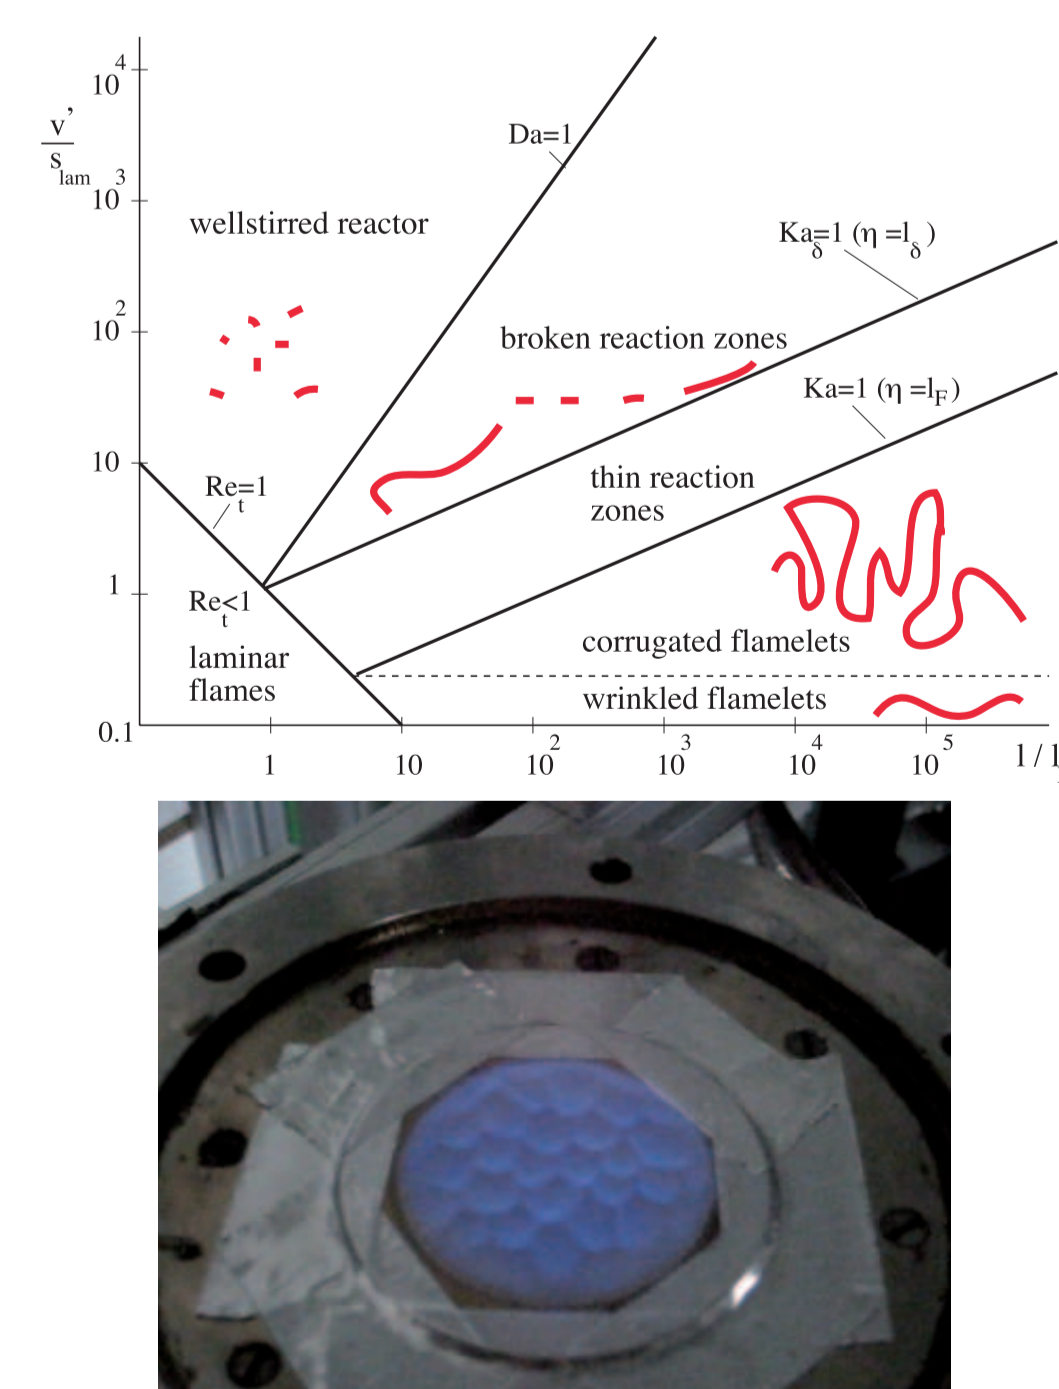 10^4
v'
s_lam
10^3
Da=1
wellstirred reactor
Ka_δ=1 (η =l_δ )
10^2
broken reaction zones
Ka=1 (η =l_F)
10
Re_t=1
thin reaction
zones
1
Re_t<1
corrugated flamelets
laminar
flames
wrinkled flamelets
0.1
1 10 10^2 10^3 10^4 10^5 l / l